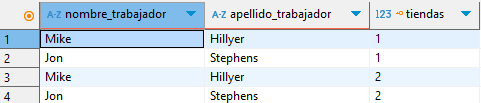 A-Z nombre_trabajador A-Z apellido_trabajador 123 tiendas
1 Mike Hillyer 1
2 Jon Stephens 1
3 Mike Hillyer 2
4 Jon Stephens 2